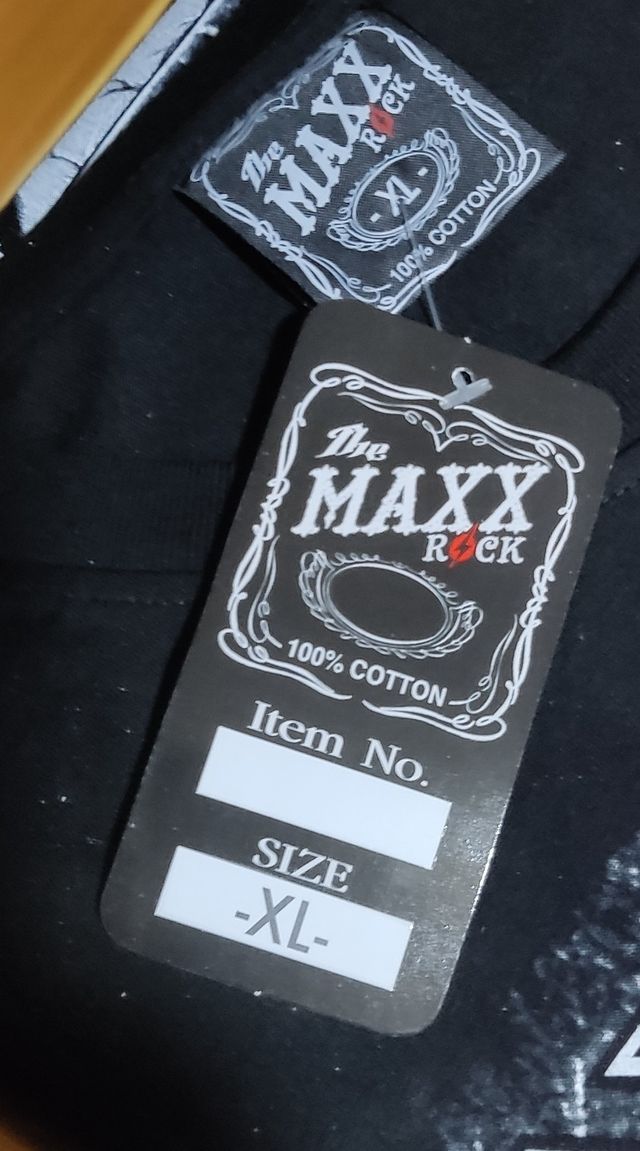 The
MAXX
ROCK
-XL-
100% COTTON
The
MAXX
ROCK
100% COTTON
Item No.
SIZE
-XL-